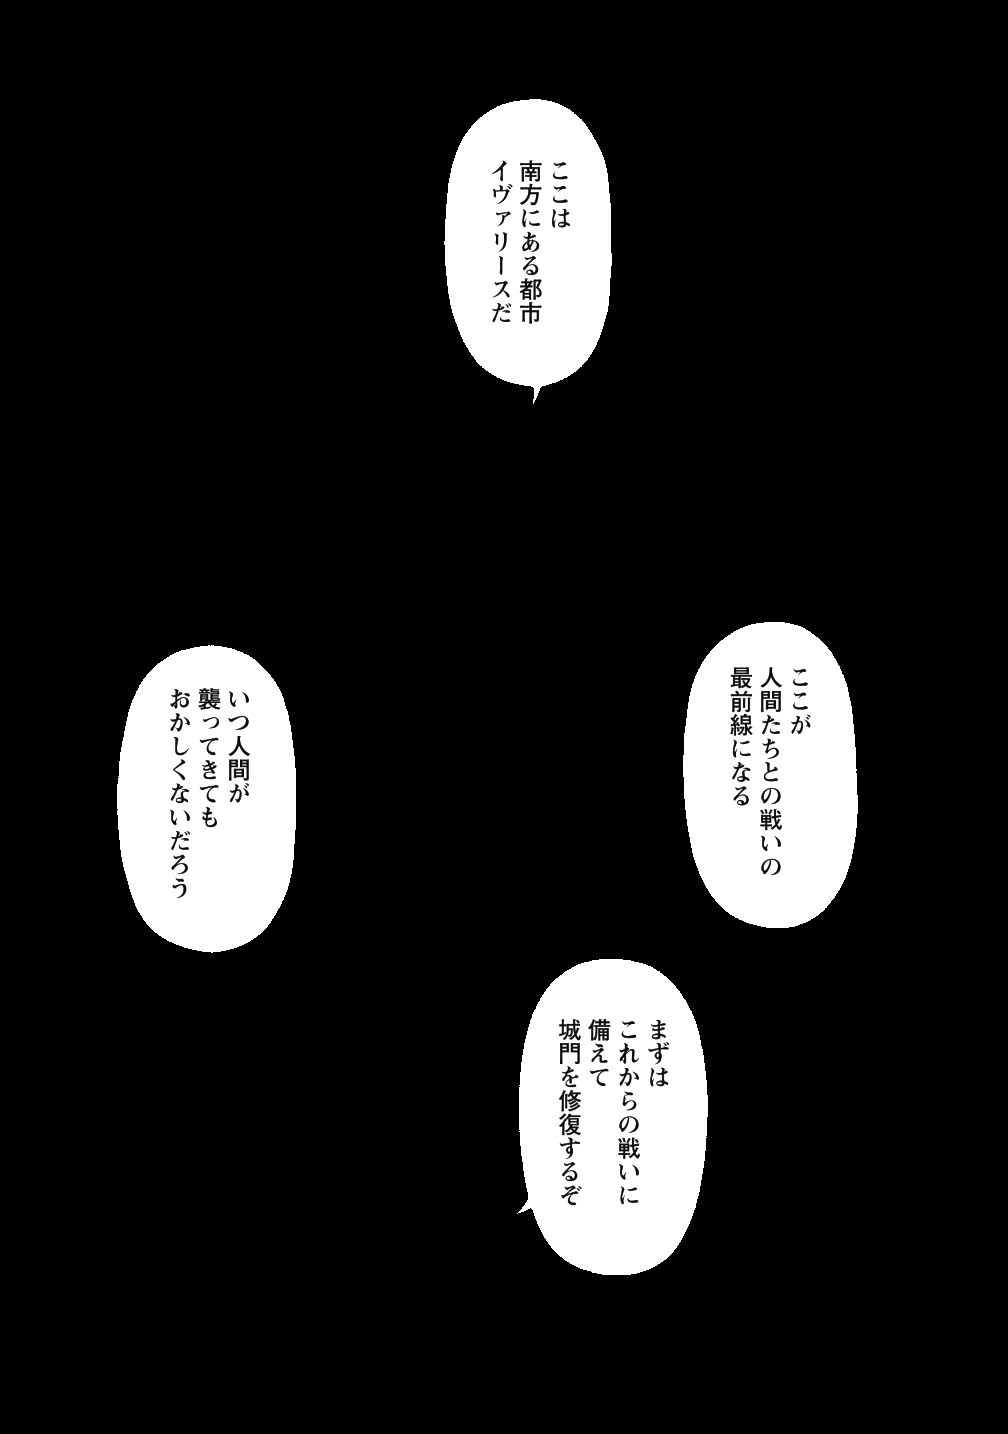 ここは
南方にある都市
イヴァリースだ
ここが
人間たちとの戦いの
最前線になる
いつ人間が
襲ってきても
おかしくないだろう
まずは
これからの戦いに
備えて
城門を修復するぞ